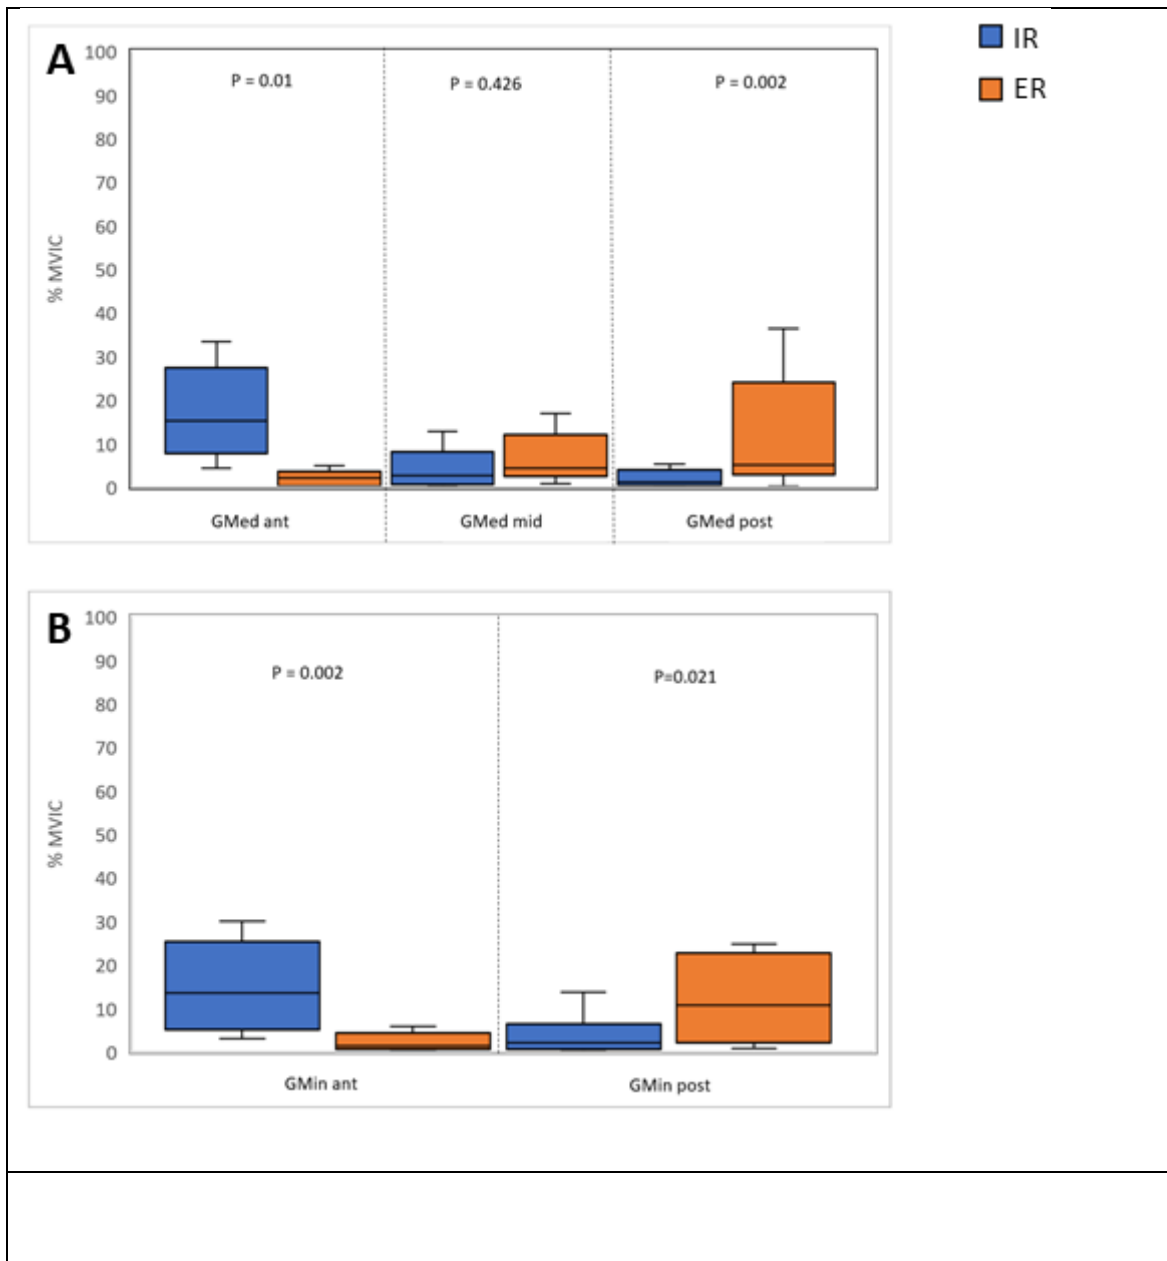 IR
ER
A
P = 0.01
P = 0.426
P = 0.002
100
90
80
70
60
50
40
30
20
10
0
% MVIC
GMed ant
GMed mid
GMed post
B
P = 0.002
P=0.021
100
90
80
70
60
50
40
30
20
10
0
% MVIC
GMin ant
GMin post